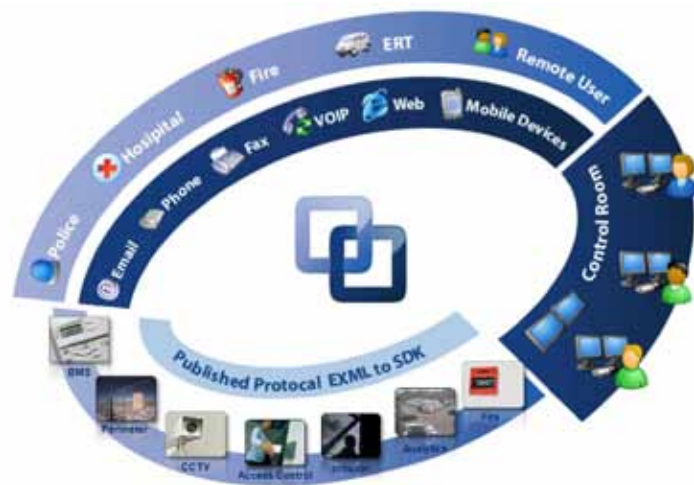 Police
Hosipital
Fire
ERT
Remote User
Email
Phone
Fax
VOIP
Web
Mobile Devices
Control Room
Published Protocal EXML to SDK
BMS
Perimeter
CCTV
Access Control
Analytics
Fire